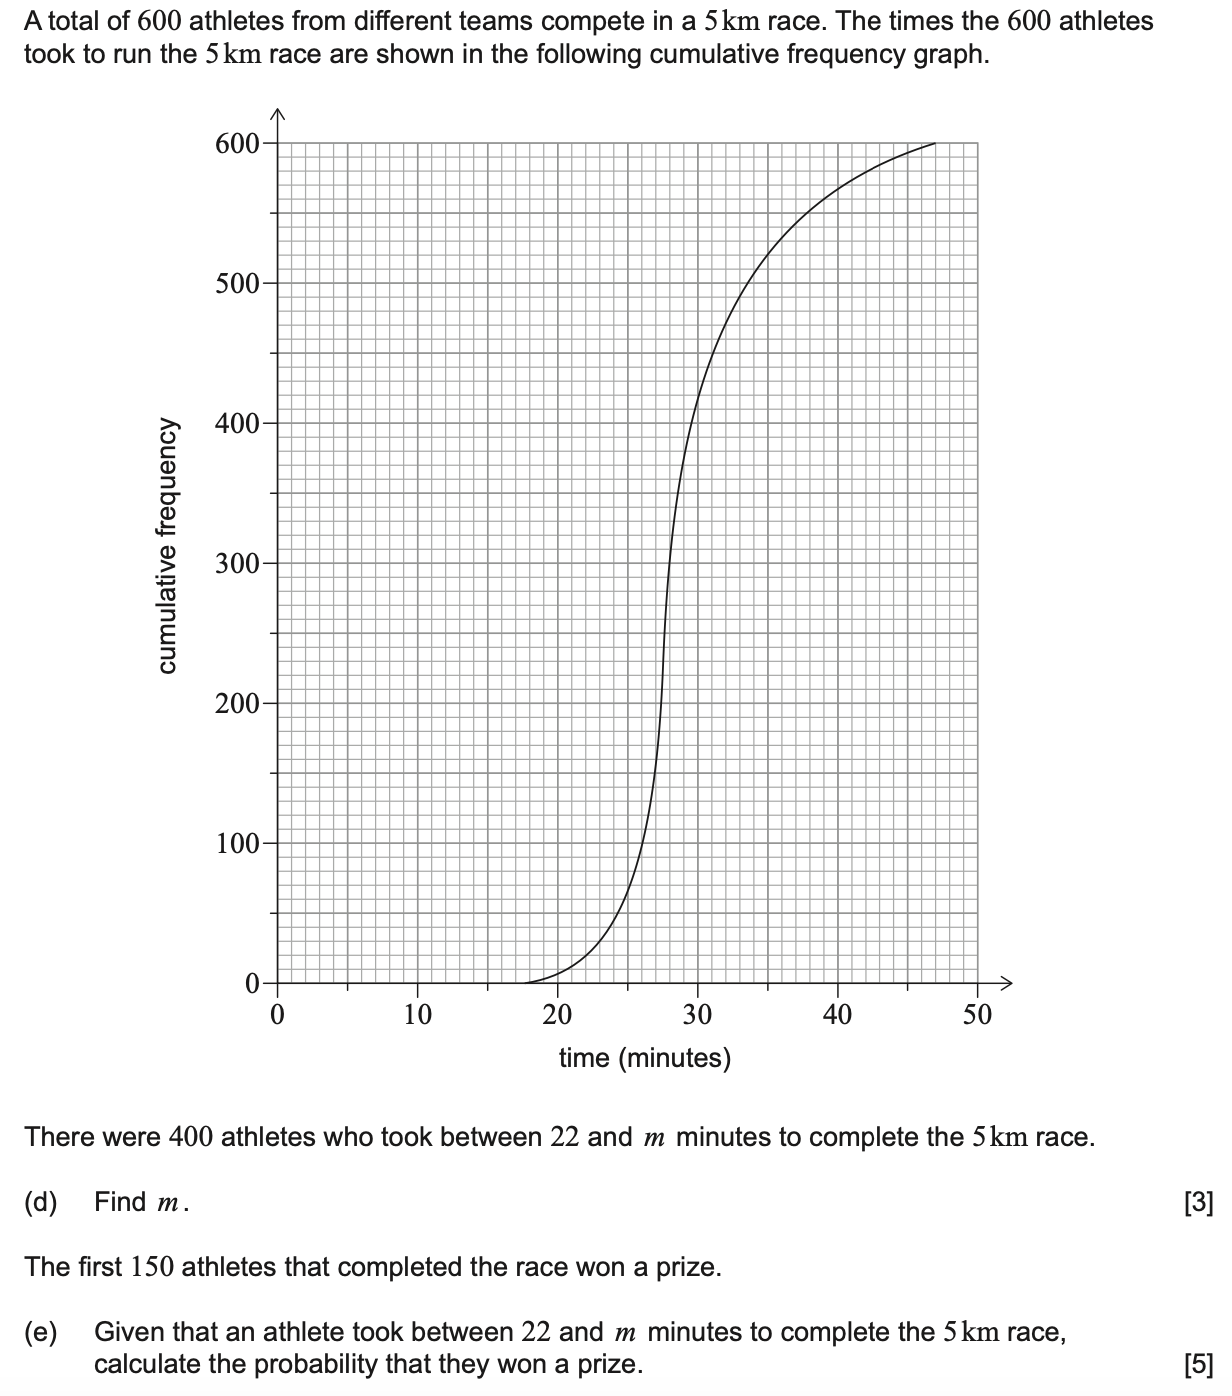 A total of 600 athletes from different teams compete in a 5 km race. The times the 600 athletes
took to run the 5 km race are shown in the following cumulative frequency graph.
600
500
400
300
200
100
0
cumulative frequency
0 10 20 30 40 50
time (minutes)
There were 400 athletes who took between 22 and m minutes to complete the 5 km race.
(d) Find m. [3]
The first 150 athletes that completed the race won a prize.
(e) Given that an athlete took between 22 and m minutes to complete the 5 km race,
calculate the probability that they won a prize. [5]